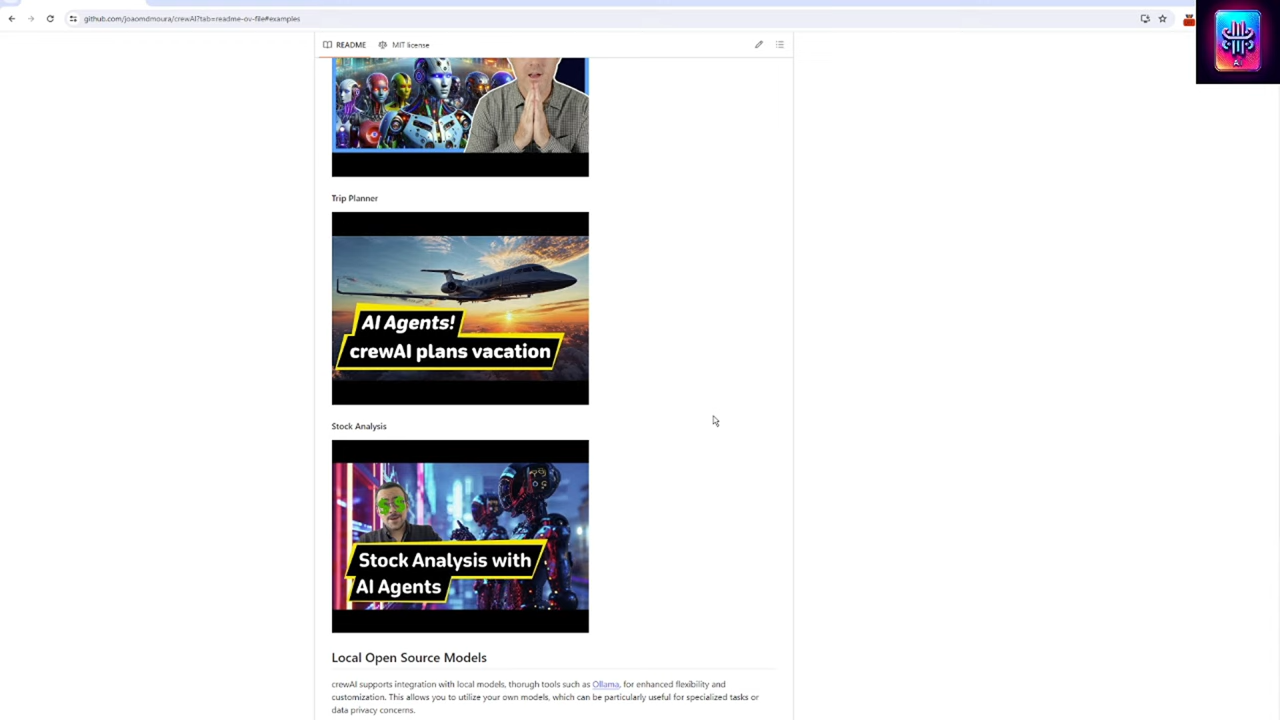 github.com/joaomdmoura/crewAI?tab=readme-ov-file#examples
README
MIT license
Trip Planner
AI Agents!
crewAI plans vacation
Stock Analysis
Stock Analysis with
AI Agents
Local Open Source Models
crewAI supports integration with local models, thorugh tools such as Ollama, for enhanced flexibility and
customization. This allows you to utilize your own models, which can be particularly useful for specialized tasks or
data privacy concerns.